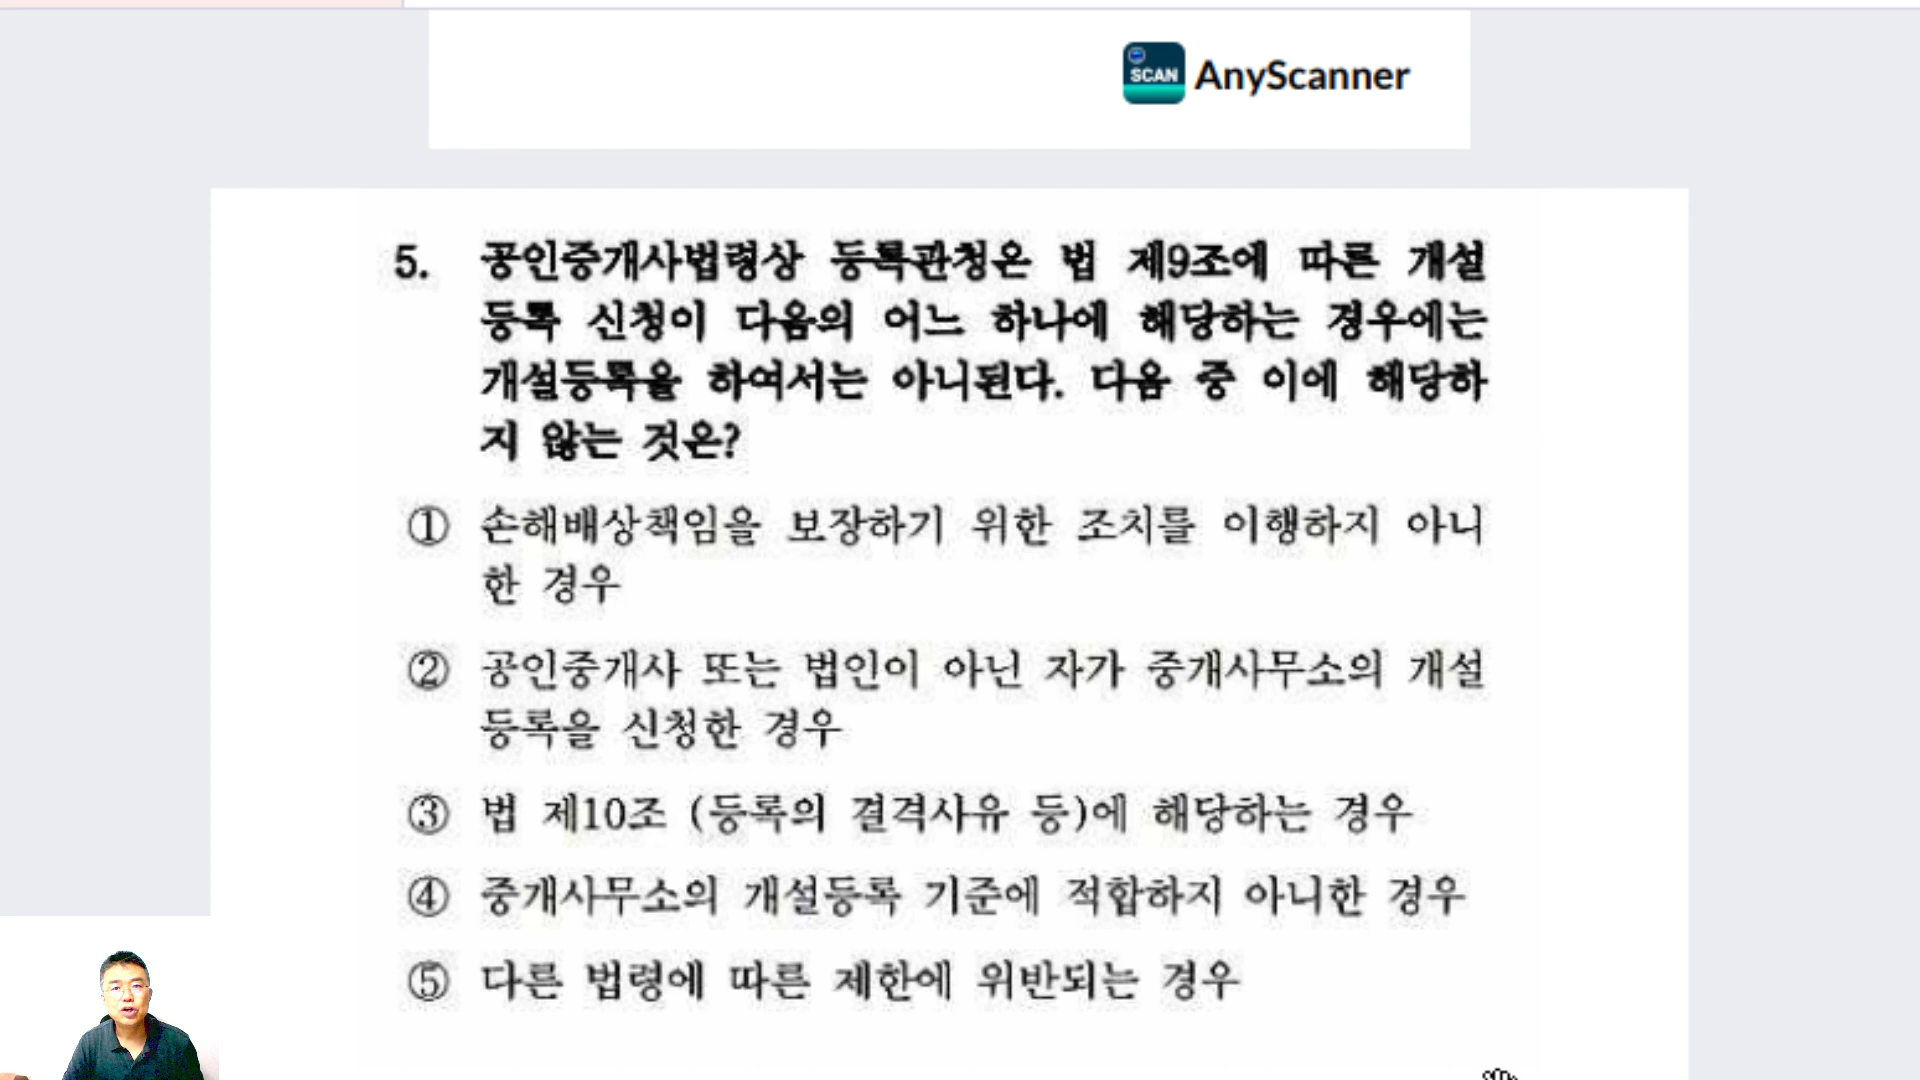 SCAN AnyScanner
5. 공인중개사법령상 등록관청은 법 제9조에 따른 개설
등록 신청이 다음의 어느 하나에 해당하는 경우에는
개설등록을 하여서는 아니된다. 다음 중 이에 해당하
지 않는 것은?
① 손해배상책임을 보장하기 위한 조치를 이행하지 아니
한 경우
② 공인중개사 또는 법인이 아닌 자가 중개사무소의 개설
등록을 신청한 경우
③ 법 제10조 (등록의 결격사유 등)에 해당하는 경우
④ 중개사무소의 개설등록 기준에 적합하지 아니한 경우
⑤ 다른 법령에 따른 제한에 위반되는 경우